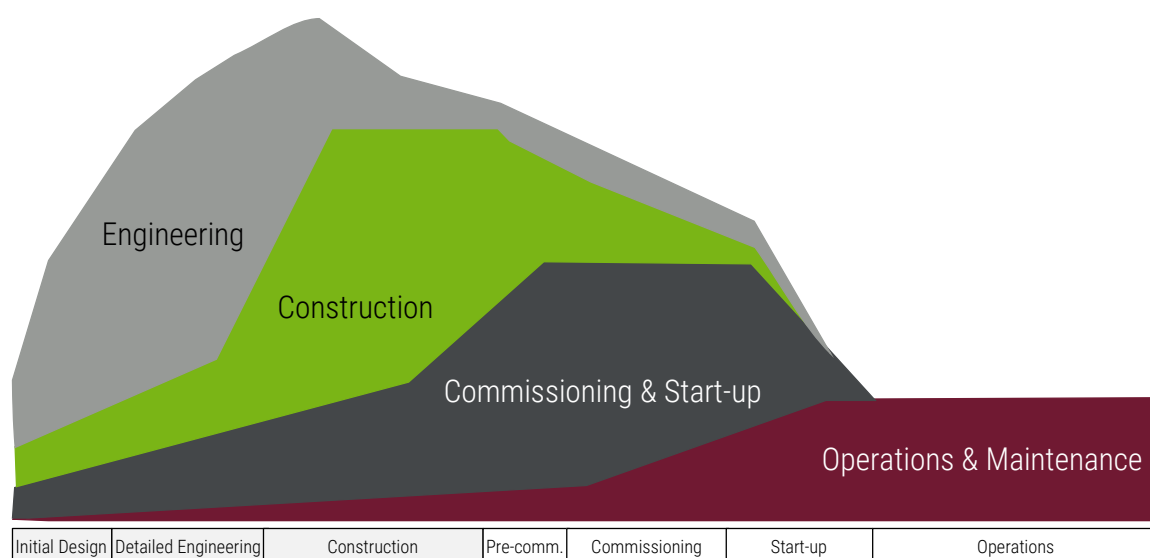 Engineering
Construction
Commissioning & Start-up
Operations & Maintenance
Initial Design
Detailed Engineering
Construction
Pre-comm.
Commissioning
Start-up
Operations